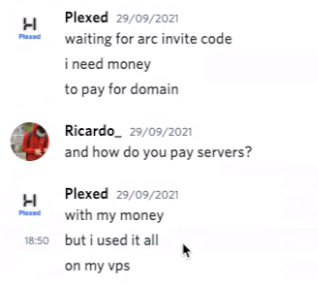 Plexed 29/09/2021
waiting for arc invite code
i need money
to pay for domain
Plexed
Ricardo_ 29/09/2021
and how do you pay servers?
Plexed 29/09/2021
with my money
Plexed
18:50 but i used it all
on my vps